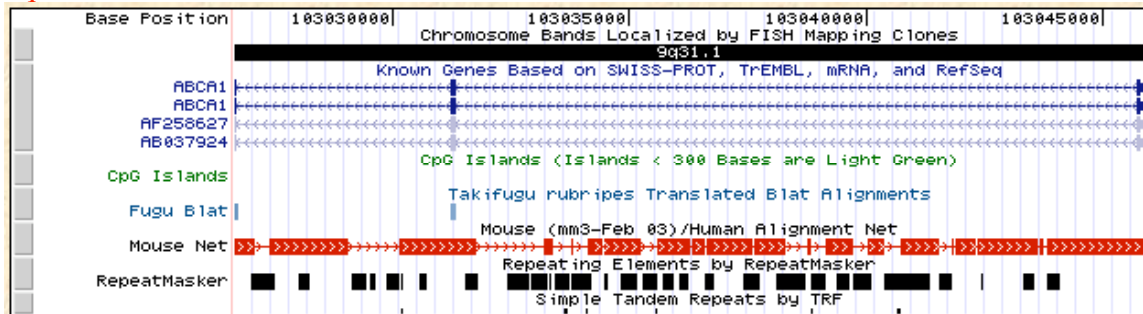 Base Position 103030000| 103035000| 103040000| 103045000|
Chromosome Bands Localized by FISH Mapping Clones
9q31.1
Known Genes Based on SWISS-PROT, TrEMBL, mRNA, and RefSeq
ABCA1
ABCA1
AF258627
AB037924
CpG Islands (Islands < 300 Bases are Light Green)
CpG Islands
Takifugu rubripes Translated Blat Alignments
Fugu Blat
Mouse (mm3-Feb 03)/Human Alignment Net
Mouse Net
Repeating Elements by RepeatMasker
RepeatMasker
Simple Tandem Repeats by TRF